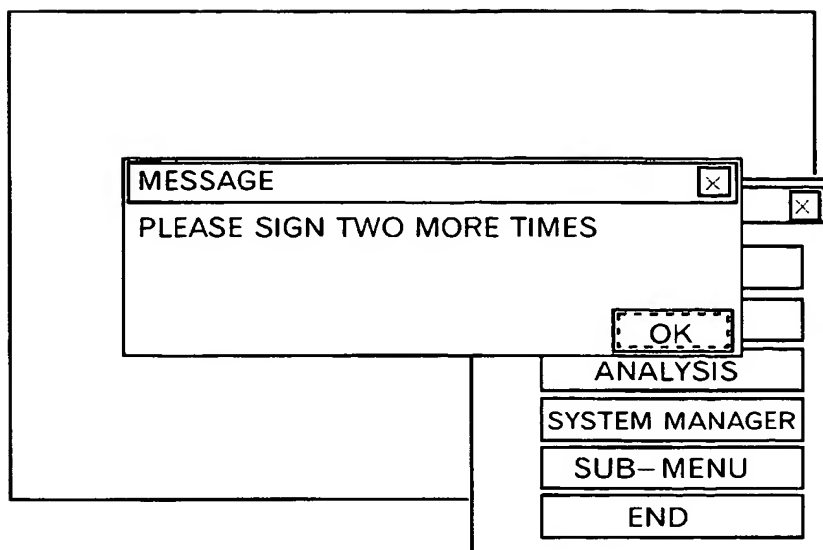 MESSAGE
PLEASE SIGN TWO MORE TIMES
OK
ANALYSIS
SYSTEM MANAGER
SUB-MENU
END